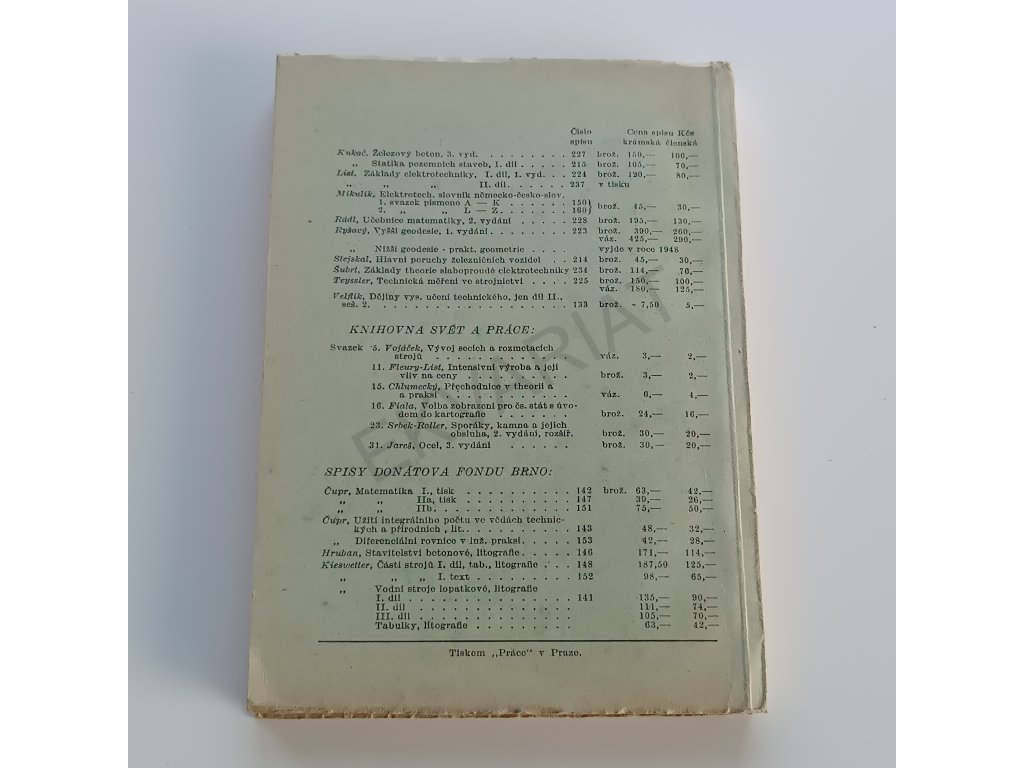 Číslo Cena spisu Kčs
spisu krámská členská
Kukač, Železový beton, 3. vyd. . . . . . . . . 227 brož. 150,— 100,—
„ Statika pozemních staveb, I. díl . . . . . 215 brož. 105,— 70,—
List, Základy elektrotechniky, I. díl, 1. vyd. . . 224 brož. 120,— 80,—
„ „ „ II. díl. . . . . . 237 v tisku
Mikulík, Elektrotech. slovník německo-česko-slov.
1. svazek písmeno A — K . . . . . . 150}
2. „ „ L — Z . . . . . . 160} brož. 45,— 30,—
Rádl, Učebnice matematiky, 2. vydání . . . . . 228 brož. 195,— 130,—
Ryšavý, Vyšší geodesie, 1. vydání . . . . . . . 223 brož. 390,— 260,—
váz. 425,— 290,—
„ Nižší geodesie - prakt. geometrie . . . . vyjde v roce 1948
Stejskal, Hlavní poruchy železničních vozidel . . 214 brož. 45,— 30,—
Šubrt, Základy theorie slaboproudé elektrotechniky 234 brož. 114,— 76,—
Teyssler, Technická měření ve strojnictví . . . . 225 brož. 150,— 100,—
váz. 180,— 125,—
Velflík, Dějiny vys. učení technického, jen díl II.,
seš. 2. . . . . . . . . . . . . . . . . . . 133 brož. 7,50 5,—
KNIHOVNA SVĚT A PRÁCE:
Svazek 5. Vojáček, Vývoj secích a rozmetacích
strojů . . . . . . . . . . . . váz. 3,— 2,—
11. Fleury-List, Intensivní výroba a její
vliv na ceny . . . . . . . . . brož. 3,— 2,—
15. Chlumecký, Přechodnice v theorii a
a praksi . . . . . . . . . . . váz. 6,— 4,—
16. Fiala, Volba zobrazení pro čs. stát s úvo-
dem do kartografie . . . . . . . brož. 24,— 16,—
23. Srbek-Roller, Sporáky, kamna a jejich
obsluha, 2. vydání, rozšíř. brož. 30,— 20,—
31. Jareš, Ocel, 3. vydání . . . . . . brož. 30,— 20,—
SPISY DONÁTOVA FONDU BRNO:
Čupr, Matematika I., tisk . . . . . . . . . . 142 brož. 63,— 42,—
„ „ IIa, tisk . . . . . . . . . . 147 39,— 26,—
„ „ IIb. . . . . . . . . . . . . 151 75,— 50,—
Čupr, Užití integrálního počtu ve vědách technic-
kých a přírodních, lit. . . . . . . . . . . 143 48,— 32,—
„ Diferenciální rovnice v inž. praksi. . . . . 153 42,— 28,—
Hruban, Stavitelství betonové, litografie . . . . . 146 171,— 114,—
Kieswetter, Části strojů I. díl, tab., litografie . . . 148 187,50 125,—
„ „ „ I. text . . . . . . . . . 152 98,— 65,—
„ Vodní stroje lopatkové, litografie
I. díl . . . . . . . . . . . . . . . . 141 135,— 90,—
II. díl . . . . . . . . . . . . . . . 111,— 74,—
III. díl . . . . . . . . . . . . . . . 105,— 70,—
Tabulky, litografie . . . . . . . . . 63,— 42,—
Tiskem „Práce“ v Praze.